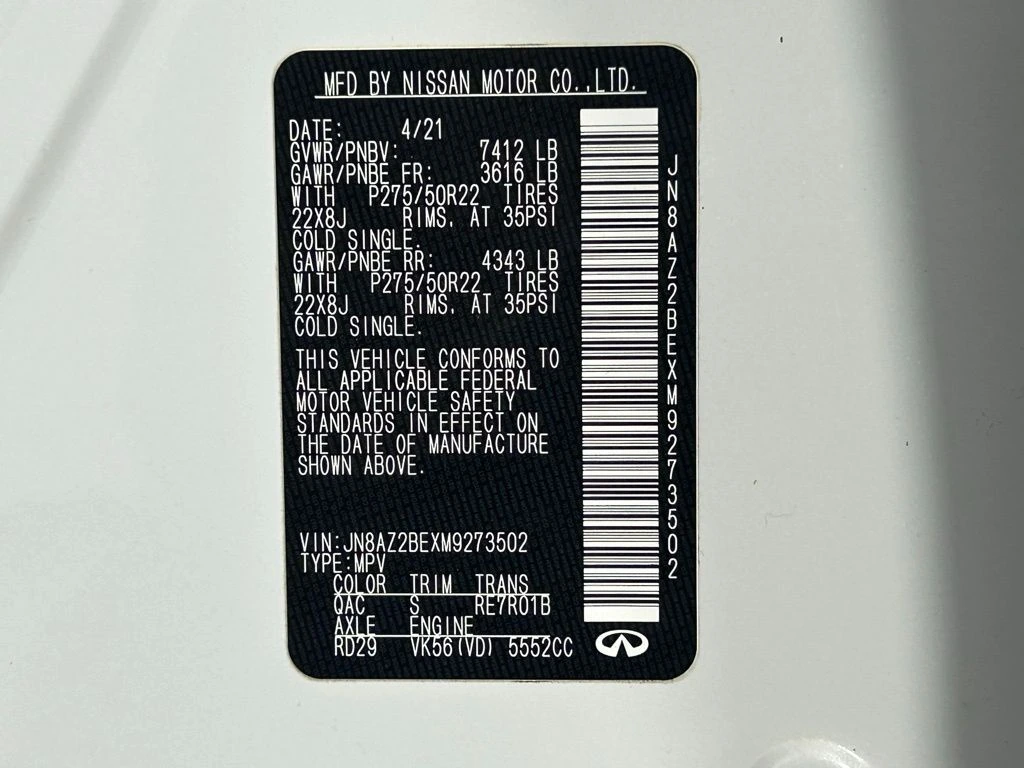 MFD BY NISSAN MOTOR CO.,LTD.
DATE: 4/21
GVWR/PNBV: 7412 LB
GAWR/PNBE FR: 3616 LB
WITH P275/50R22 TIRES
22X8J RIMS. AT 35PSI
COLD SINGLE.
GAWR/PNBE RR: 4343 LB
WITH P275/50R22 TIRES
22X8J RIMS. AT 35PSI
COLD SINGLE.
THIS VEHICLE CONFORMS TO
ALL APPLICABLE FEDERAL
MOTOR VEHICLE SAFETY
STANDARDS IN EFFECT ON
THE DATE OF MANUFACTURE
SHOWN ABOVE.
VIN:JN8AZ2BEXM9273502
TYPE:MPV
COLOR TRIM TRANS
QAC S RE7R01B
AXLE ENGINE
RD29 VK56(VD) 5552CC
JN8AZ2BEXM9273502